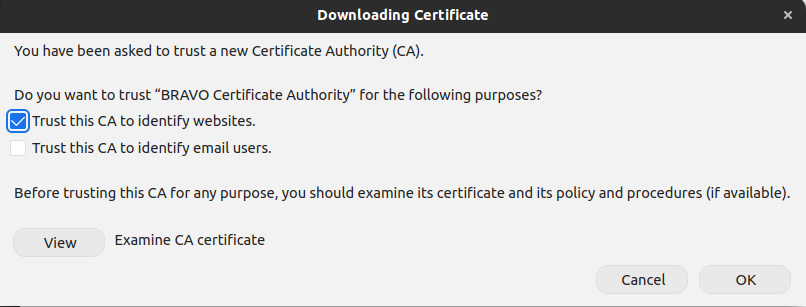 Downloading Certificate
You have been asked to trust a new Certificate Authority (CA).
Do you want to trust “BRAVO Certificate Authority” for the following purposes?
Trust this CA to identify websites.
Trust this CA to identify email users.
Before trusting this CA for any purpose, you should examine its certificate and its policy and procedures (if available).
View Examine CA certificate
Cancel OK